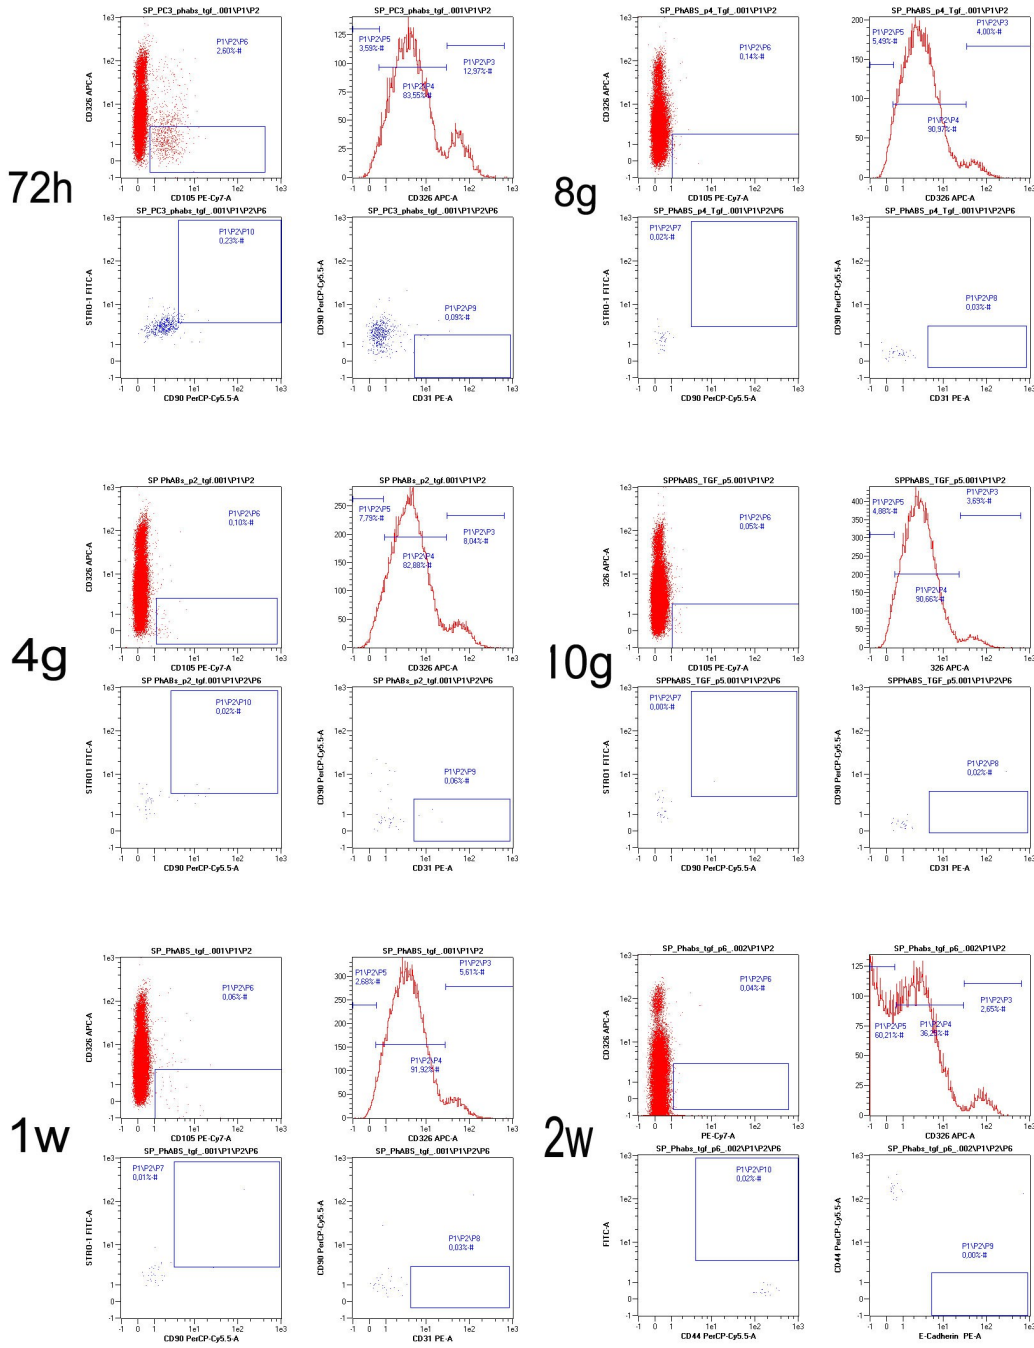 72h
SP_PC3_phabs_tgf_.001\P1\P2
P1\P2\P6
2,60%-#
CD326 APC-A
CD105 PE-Cy7-A
SP_PC3_phabs_tgf_.001\P1\P2
P1\P2\P5
3,59%-#
P1\P2\P3
12,97%-#
P1\P2\P4
83,55%-#
CD326 APC-A
SP_PC3_phabs_tgf_.001\P1\P2\P6
P1\P2\P10
0,23%-#
STRO-1 FITC-A
CD90 PerCP-Cy5.5-A
SP_PC3_phabs_tgf_.001\P1\P2\P6
P1\P2\P9
0,09%-#
CD90 PerCP-Cy5.5-A
CD31 PE-A
8g
SP_PhABS_p4_Tgf_.001\P1\P2
P1\P2\P6
0,14%-#
CD326 APC-A
CD105 PE-Cy7-A
SP_PhABS_p4_Tgf_.001\P1\P2
P1\P2\P5
5,49%-#
P1\P2\P3
4,00%-#
P1\P2\P4
90,97%-#
CD326 APC-A
SP_PhABS_p4_Tgf_.001\P1\P2\P6
P1\P2\P7
0,02%-#
STRO-1 FITC-A
CD90 PerCP-Cy5.5-A
SP_PhABS_p4_Tgf_.001\P1\P2\P6
P1\P2\P8
0,03%-#
CD90 PerCP-Cy5.5-A
CD31 PE-A
4g
SP PhABs_p2_tgf.001\P1\P2
P1\P2\P6
0,10%-#
CD326 APC-A
CD105 PE-Cy7-A
SP PhABs_p2_tgf.001\P1\P2
P1\P2\P5
7,79%-#
P1\P2\P3
8,04%-#
P1\P2\P4
82,88%-#
CD326 APC-A
SP PhABs_p2_tgf.001\P1\P2\P6
P1\P2\P10
0,02%-#
STRO1 FITC-A
CD90 PerCP-Cy5.5-A
SP PhABs_p2_tgf.001\P1\P2\P6
P1\P2\P9
0,06%-#
CD90 PerCP-Cy5.5-A
CD31 PE-A
10g
SPPhABS_TGF_p5.001\P1\P2
P1\P2\P6
0,05%-#
326 APC-A
CD105 PE-Cy7-A
SPPhABS_TGF_p5.001\P1\P2
P1\P2\P5
4,88%-#
P1\P2\P3
3,69%-#
P1\P2\P4
90,66%-#
326 APC-A
SPPhABS_TGF_p5.001\P1\P2\P6
P1\P2\P7
0,00%-#
STRO1 FITC-A
CD90 PerCP-Cy5.5-A
SPPhABS_TGF_p5.001\P1\P2\P6
P1\P2\P8
0,02%-#
CD90 PerCP-Cy5.5-A
CD31 PE-A
1w
SP_PhABS_tgf_.001\P1\P2
P1\P2\P6
0,06%-#
CD326 APC-A
CD105 PE-Cy7-A
SP_PhABS_tgf_.001\P1\P2
P1\P2\P5
2,68%-#
P1\P2\P3
5,61%-#
P1\P2\P4
91,92%-#
CD326 APC-A
SP_PhABS_tgf_.001\P1\P2\P6
P1\P2\P7
0,01%-#
STRO-1 FITC-A
CD90 PerCP-Cy5.5-A
SP_PhABS_tgf_.001\P1\P2\P6
P1\P2\P8
0,03%-#
CD90 PerCP-Cy5.5-A
CD31 PE-A
2w
SP_Phabs_tgf_p6_.002\P1\P2
P1\P2\P6
0,04%-#
CD326 APC-A
PE-Cy7-A
SP_Phabs_tgf_p6_.002\P1\P2
P1\P2\P3
2,65%-#
P1\P2\P5
60,21%-#
P1\P2\P4
CD326 APC-A
SP_Phabs_tgf_p6_.002\P1\P2\P6
P1\P2\P10
0,02%-#
FITC-A
CD44 PerCP-Cy5.5-A
SP_Phabs_tgf_p6_.002\P1\P2\P6
P1\P2\P9
0,00%-#
CD44 PerCP-Cy5.5-A
E-Cadherin PE-A